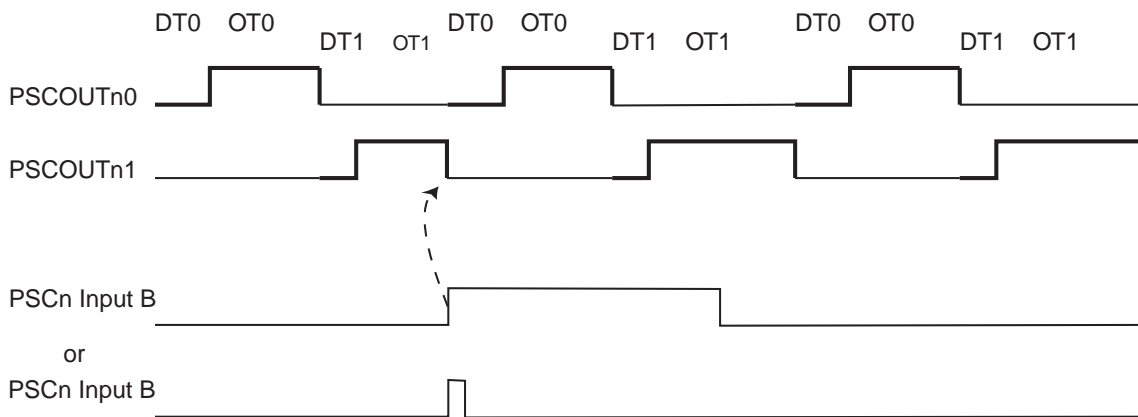 DT0 OT0 DT1 OT1 DT0 OT0 DT1 OT1 DT0 OT0 DT1 OT1
PSCOUTn0
PSCOUTn1
PSCn Input B
or
PSCn Input B